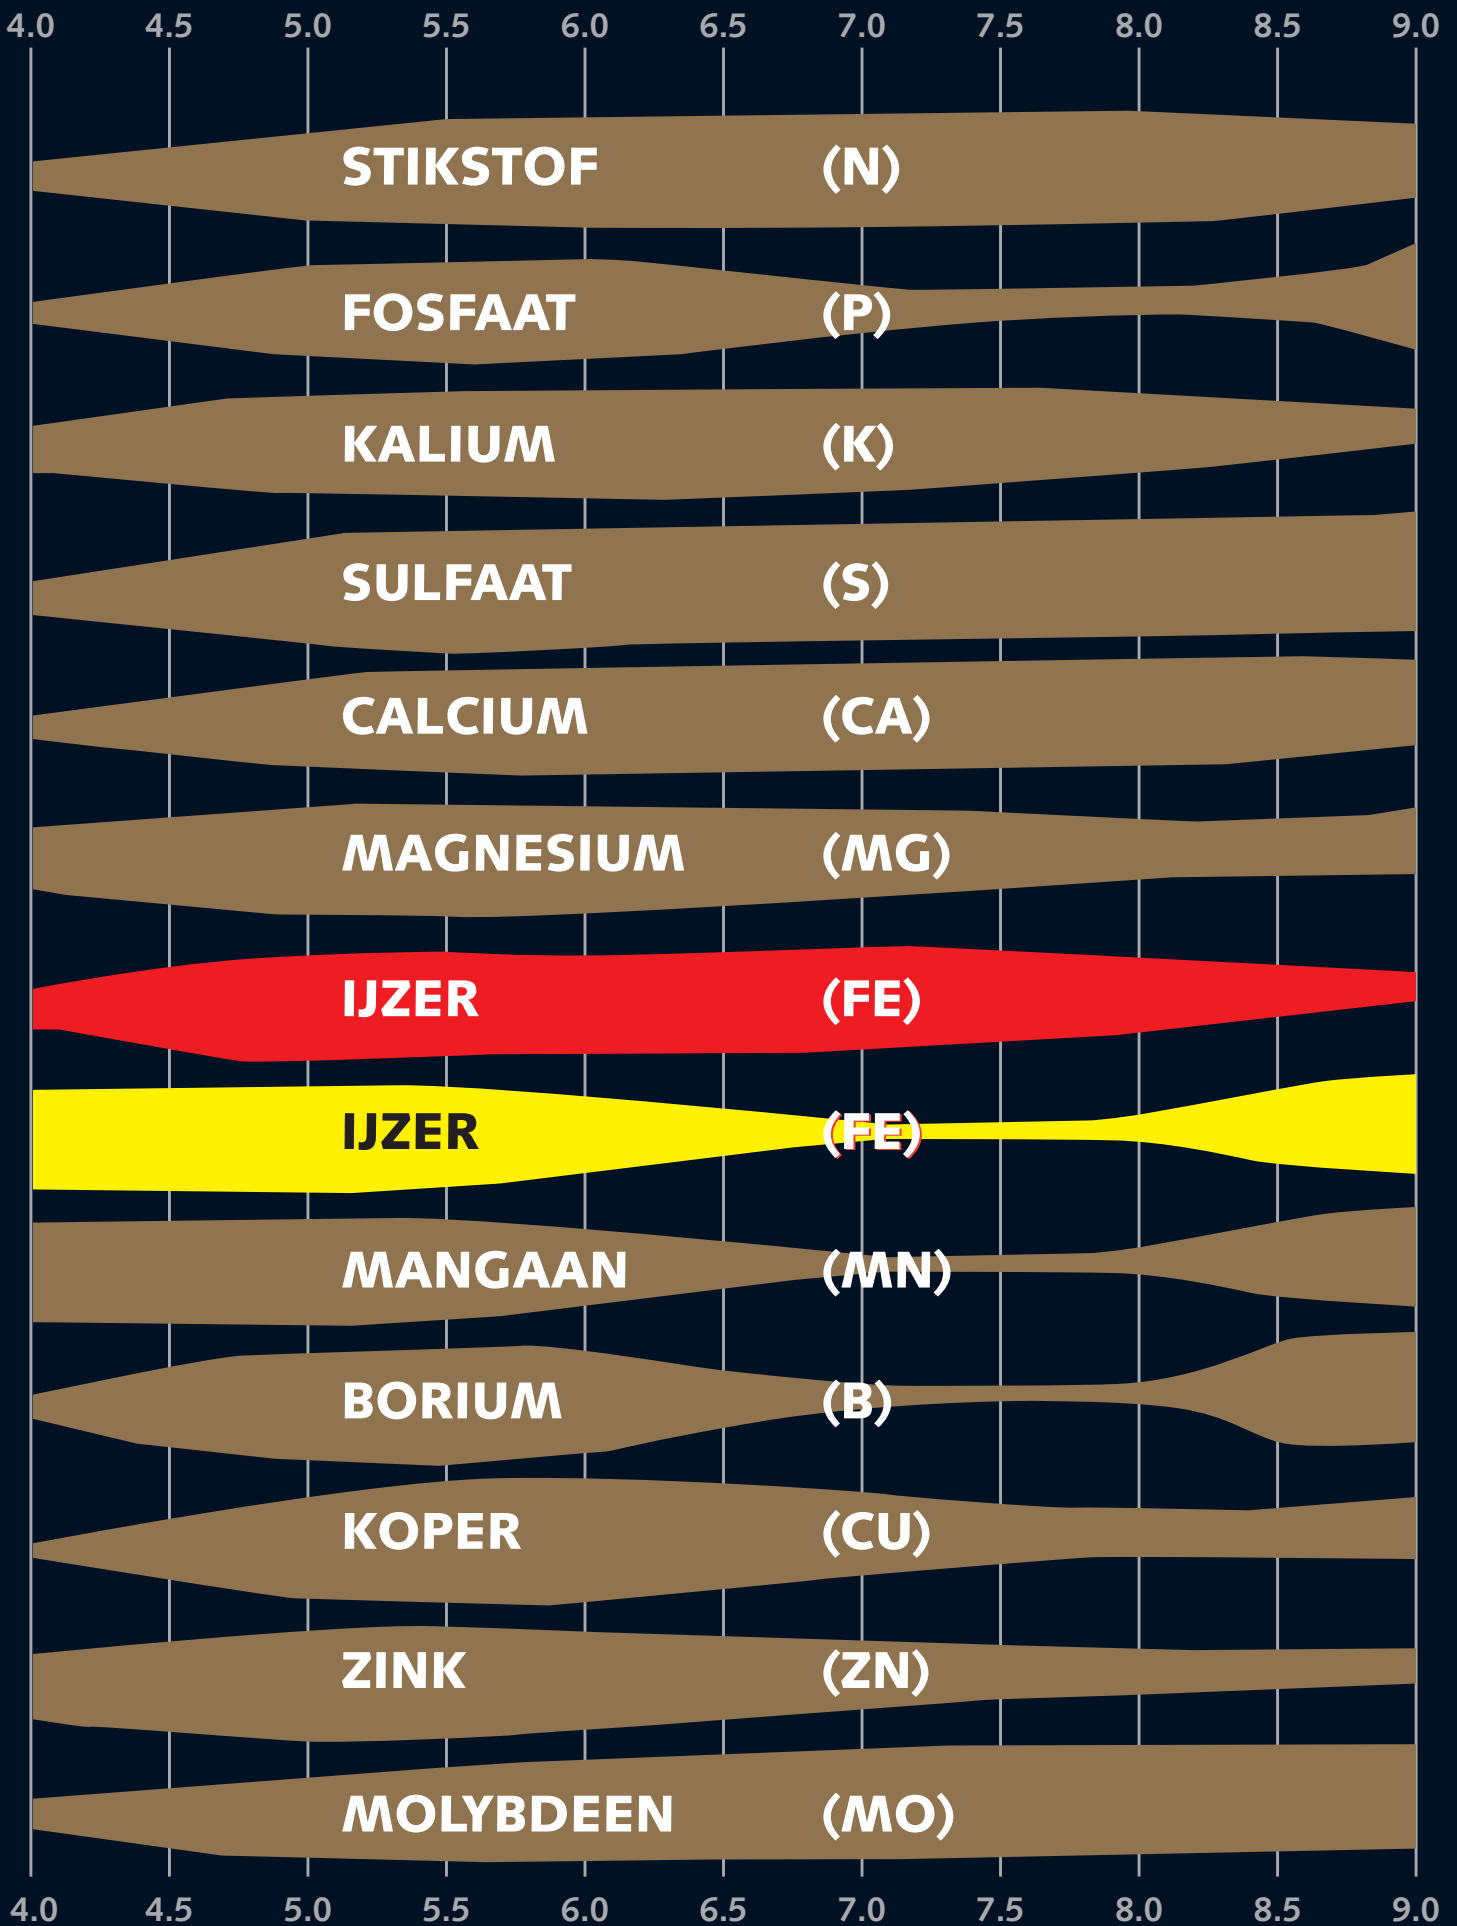 4.0 4.5 5.0 5.5 6.0 6.5 7.0 7.5 8.0 8.5 9.0
STIKSTOF (N)
FOSFAAT (P)
KALIUM (K)
SULFAAT (S)
CALCIUM (CA)
MAGNESIUM (MG)
IJZER (FE)
IJZER (FE)
MANGAAN (MN)
BORIUM (B)
KOPER (CU)
ZINK (ZN)
MOLYBDEEN (MO)
4.0 4.5 5.0 5.5 6.0 6.5 7.0 7.5 8.0 8.5 9.0